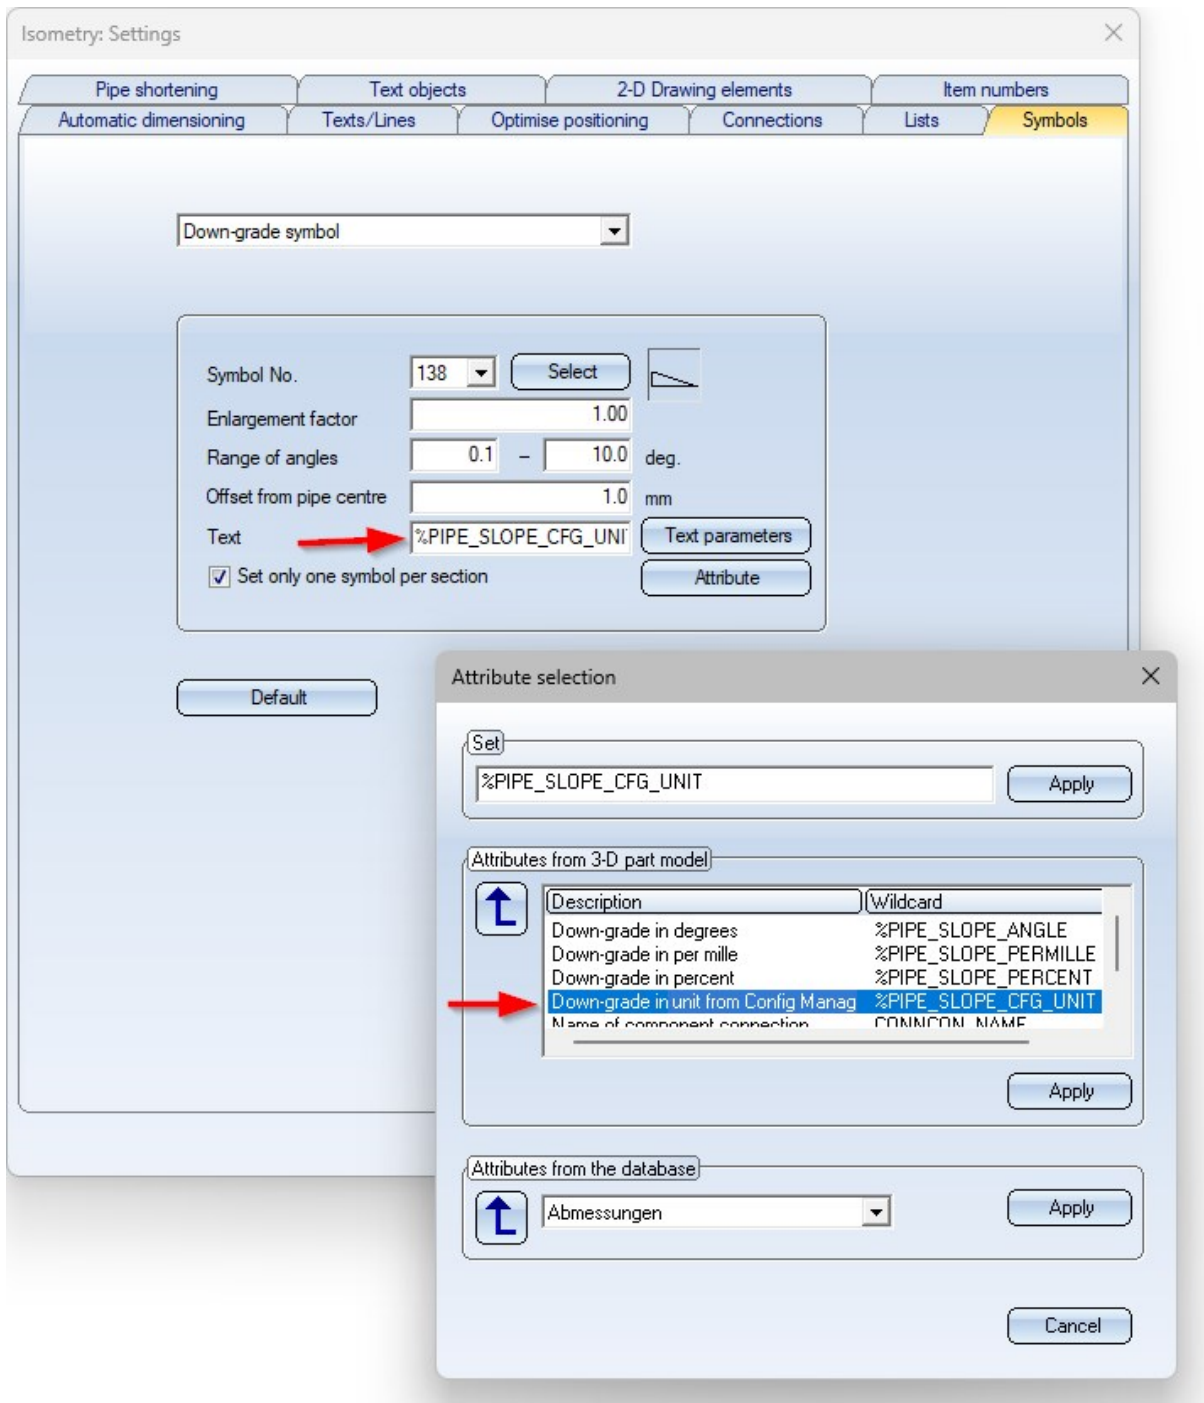 Isometry: Settings
Pipe shortening Text objects 2-D Drawing elements Item numbers
Automatic dimensioning Texts/Lines Optimise positioning Connections Lists Symbols
Down-grade symbol
Symbol No. 138 Select
Enlargement factor 1.00
Range of angles 0.1 – 10.0 deg.
Offset from pipe centre 1.0 mm
Text %PIPE_SLOPE_CFG_UNI Text parameters
Set only one symbol per section Attribute
Default
Attribute selection
Set
%PIPE_SLOPE_CFG_UNIT Apply
Attributes from 3-D part model
Description Wildcard
Down-grade in degrees %PIPE_SLOPE_ANGLE
Down-grade in per mille %PIPE_SLOPE_PERMILLE
Down-grade in percent %PIPE_SLOPE_PERCENT
Down-grade in unit from Config Manag %PIPE_SLOPE_CFG_UNIT
Name of component connection CONNCON_NAME
Apply
Attributes from the database
Abmessungen Apply
Cancel